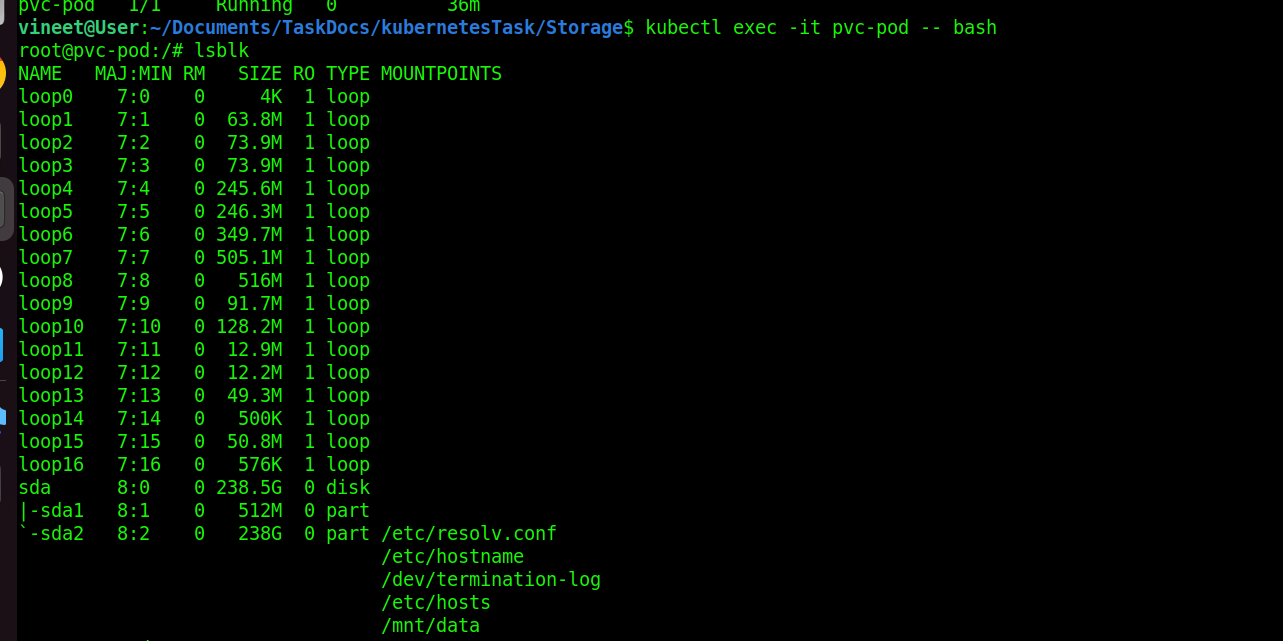 pvc-pod   1/1     Running   0          36m
vineet@User:~/Documents/TaskDocs/kubernetesTask/Storage$ kubectl exec -it pvc-pod -- bash
root@pvc-pod:/# lsblk
NAME   MAJ:MIN RM   SIZE RO TYPE MOUNTPOINTS
loop0    7:0    0     4K  1 loop
loop1    7:1    0  63.8M  1 loop
loop2    7:2    0  73.9M  1 loop
loop3    7:3    0  73.9M  1 loop
loop4    7:4    0 245.6M  1 loop
loop5    7:5    0 246.3M  1 loop
loop6    7:6    0 349.7M  1 loop
loop7    7:7    0 505.1M  1 loop
loop8    7:8    0   516M  1 loop
loop9    7:9    0  91.7M  1 loop
loop10   7:10   0 128.2M  1 loop
loop11   7:11   0  12.9M  1 loop
loop12   7:12   0  12.2M  1 loop
loop13   7:13   0  49.3M  1 loop
loop14   7:14   0   500K  1 loop
loop15   7:15   0  50.8M  1 loop
loop16   7:16   0   576K  1 loop
sda      8:0    0 238.5G  0 disk
|-sda1   8:1    0   512M  0 part
`-sda2   8:2    0   238G  0 part /etc/resolv.conf
                                 /etc/hostname
                                 /dev/termination-log
                                 /etc/hosts
                                 /mnt/data